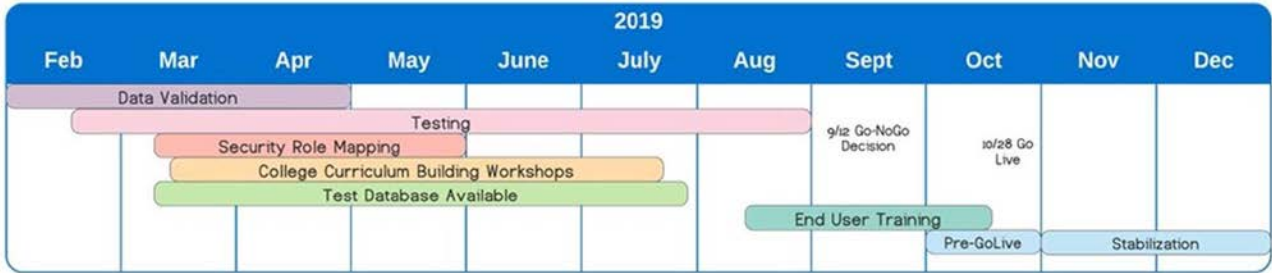 2019
Feb Mar Apr May June July Aug Sept Oct Nov Dec
Data Validation
Testing
Security Role Mapping
College Curriculum Building Workshops
Test Database Available
9/12 Go-NoGo
Decision
10/28 Go
Live
End User Training
Pre-GoLive
Stabilization